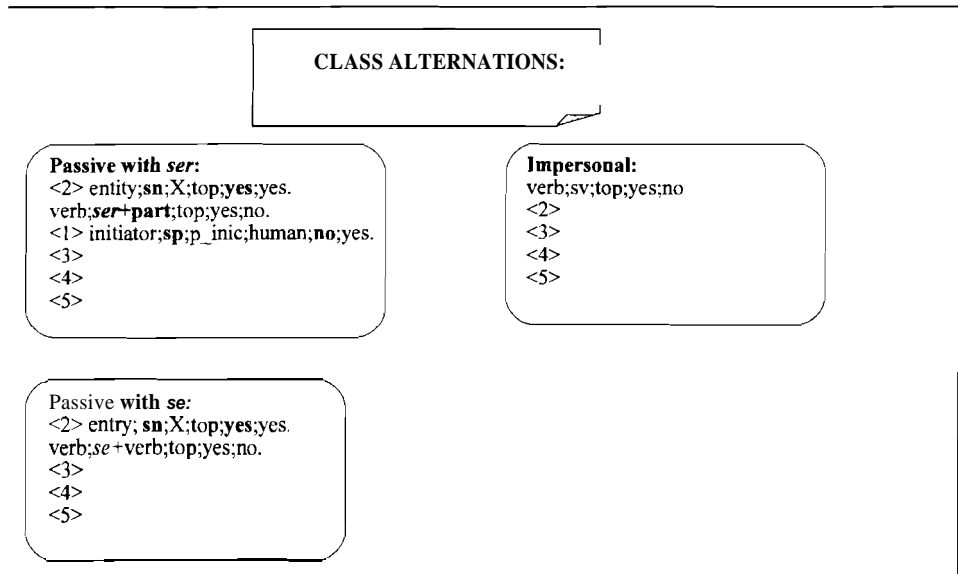 CLASS ALTERNATIONS:
Passive with ser:
<2> entity;sn;X;top;yes;yes.
verb;ser+part;top;yes;no.
<1> initiator;sp;p_inic;human;no;yes.
<3>
<4>
<5>
Impersonal:
verb;sv;top;yes;no
<2>
<3>
<4>
<5>
Passive with se:
<2> entry; sn;X;top;yes;yes.
verb;se+verb;top;yes;no.
<3>
<4>
<5>